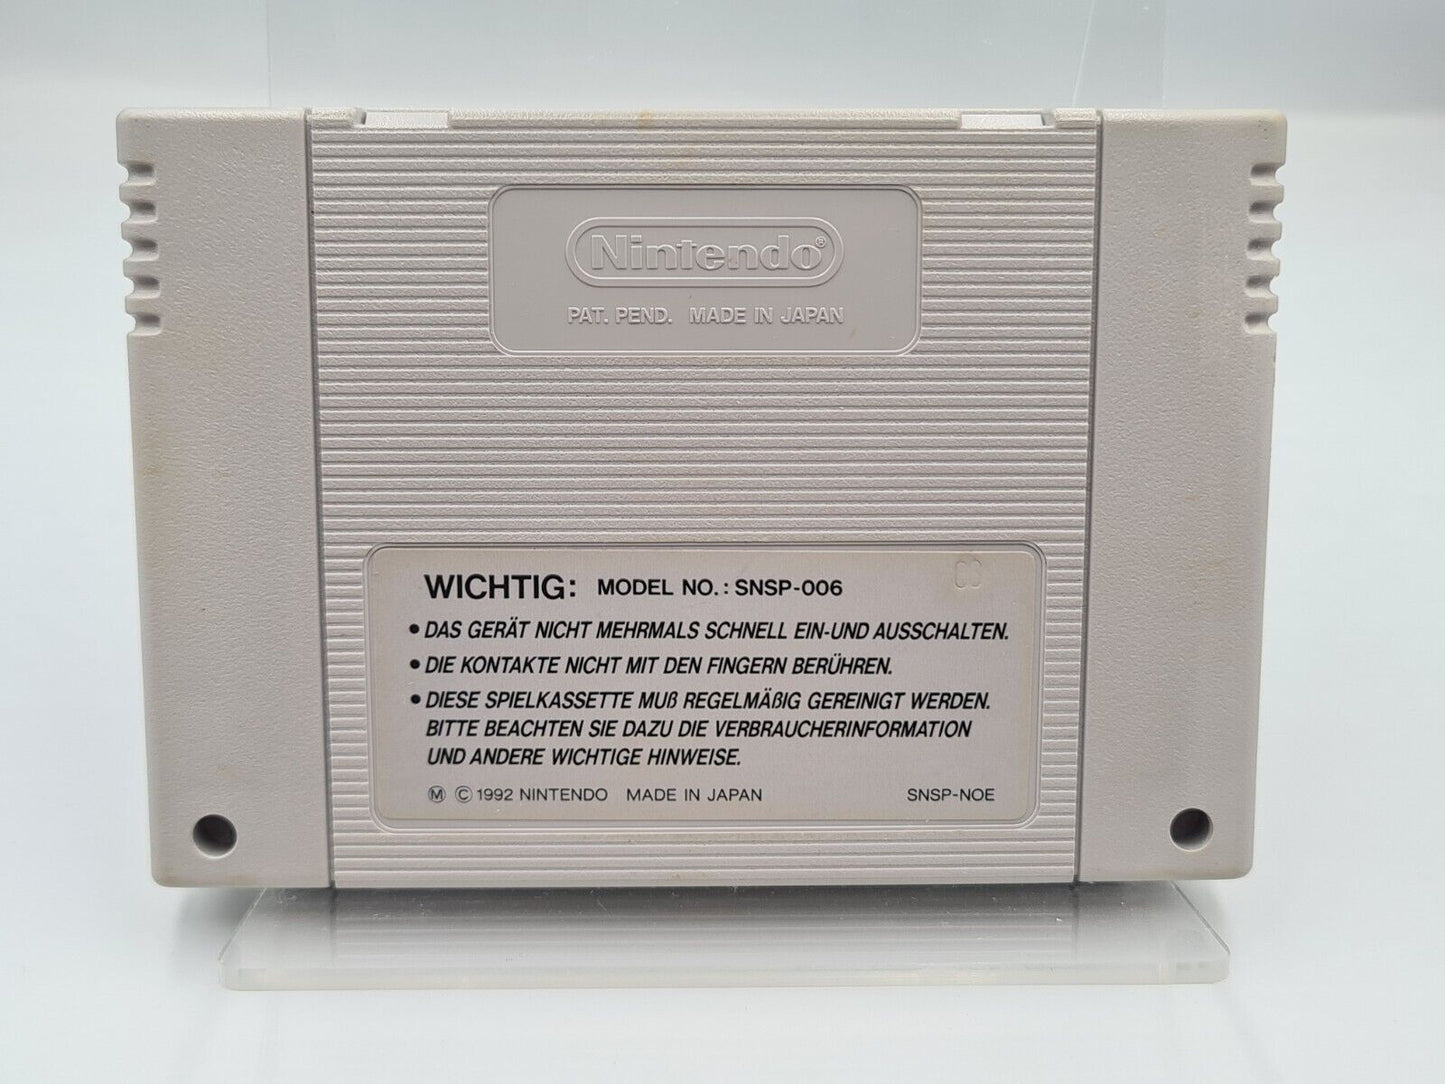 Nintendo®
PAT. PEND. MADE IN JAPAN
WICHTIG: MODEL NO.: SNSP-006
• DAS GERÄT NICHT MEHRMALS SCHNELL EIN-UND AUSSCHALTEN.
• DIE KONTAKTE NICHT MIT DEN FINGERN BERÜHREN.
• DIESE SPIELKASSETTE MUß REGELMÄßIG GEREINIGT WERDEN.
BITTE BEACHTEN SIE DAZU DIE VERBRAUCHERINFORMATION
UND ANDERE WICHTIGE HINWEISE.
Ⓜ © 1992 NINTENDO MADE IN JAPAN SNSP-NOE